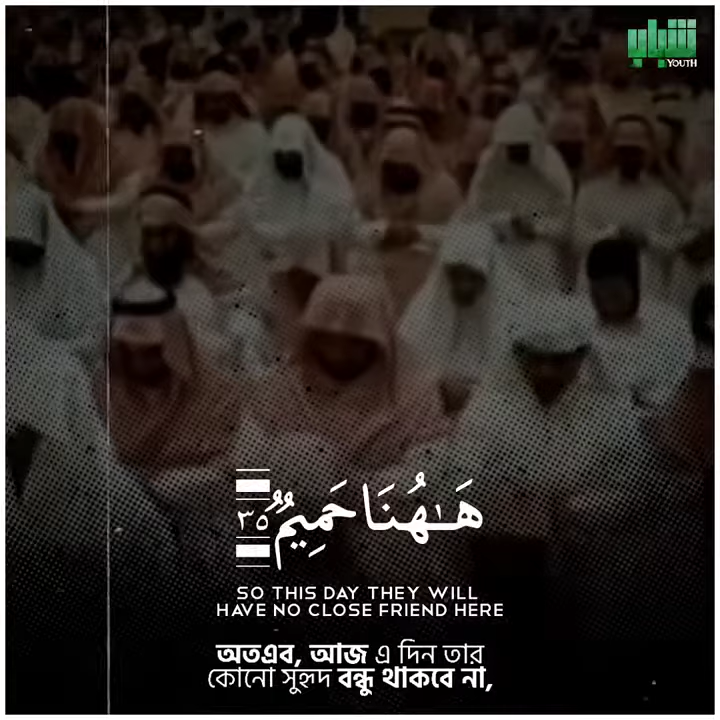 شباب
YOUTH
هَـٰهُنَا حَمِيمٌ ٣٥
SO THIS DAY THEY WILL
HAVE NO CLOSE FRIEND HERE
অতএব, আজ এ দিন তার
কোনো সুহৃদ বন্ধু থাকবে না,